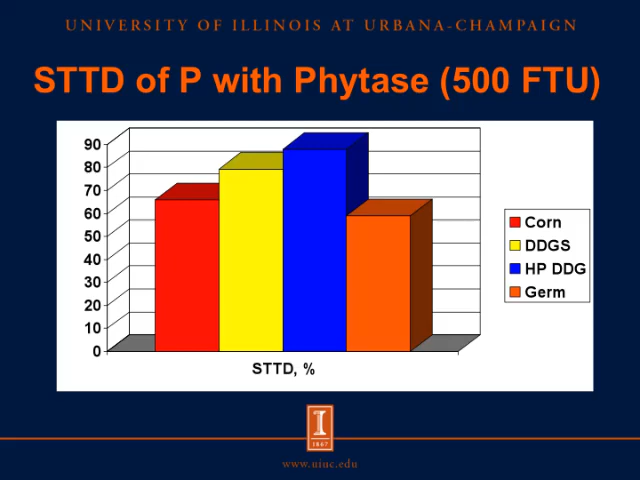 UNIVERSITY OF ILLINOIS AT URBANA-CHAMPAIGN
STTD of P with Phytase (500 FTU)
90
80
70
60
50
40
30
20
10
0
STTD, %
Corn
DDGS
HP DDG
Germ
I
1867
www.uiuc.edu